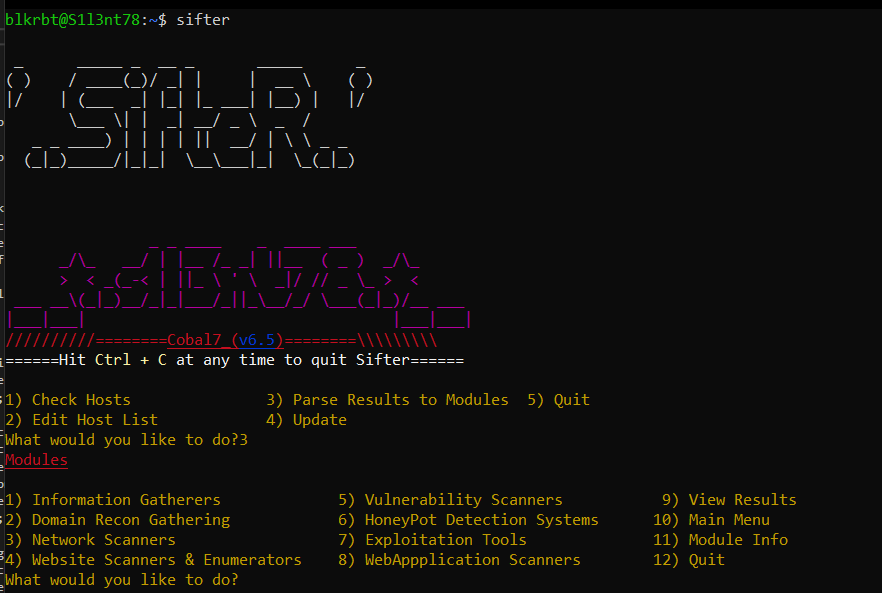 blkrbt@S1l3nt78:~$ sifter
.SifteR.
*.s1l3N78.*
//////////========Cobal7_(v6.5)========\\\\\\\\\
======Hit Ctrl + C at any time to quit Sifter======
1) Check Hosts 3) Parse Results to Modules 5) Quit
2) Edit Host List 4) Update
What would you like to do?3
Modules
1) Information Gatherers 5) Vulnerability Scanners 9) View Results
2) Domain Recon Gathering 6) HoneyPot Detection Systems 10) Main Menu
3) Network Scanners 7) Exploitation Tools 11) Module Info
4) Website Scanners & Enumerators 8) WebAppplication Scanners 12) Quit
What would you like to do?